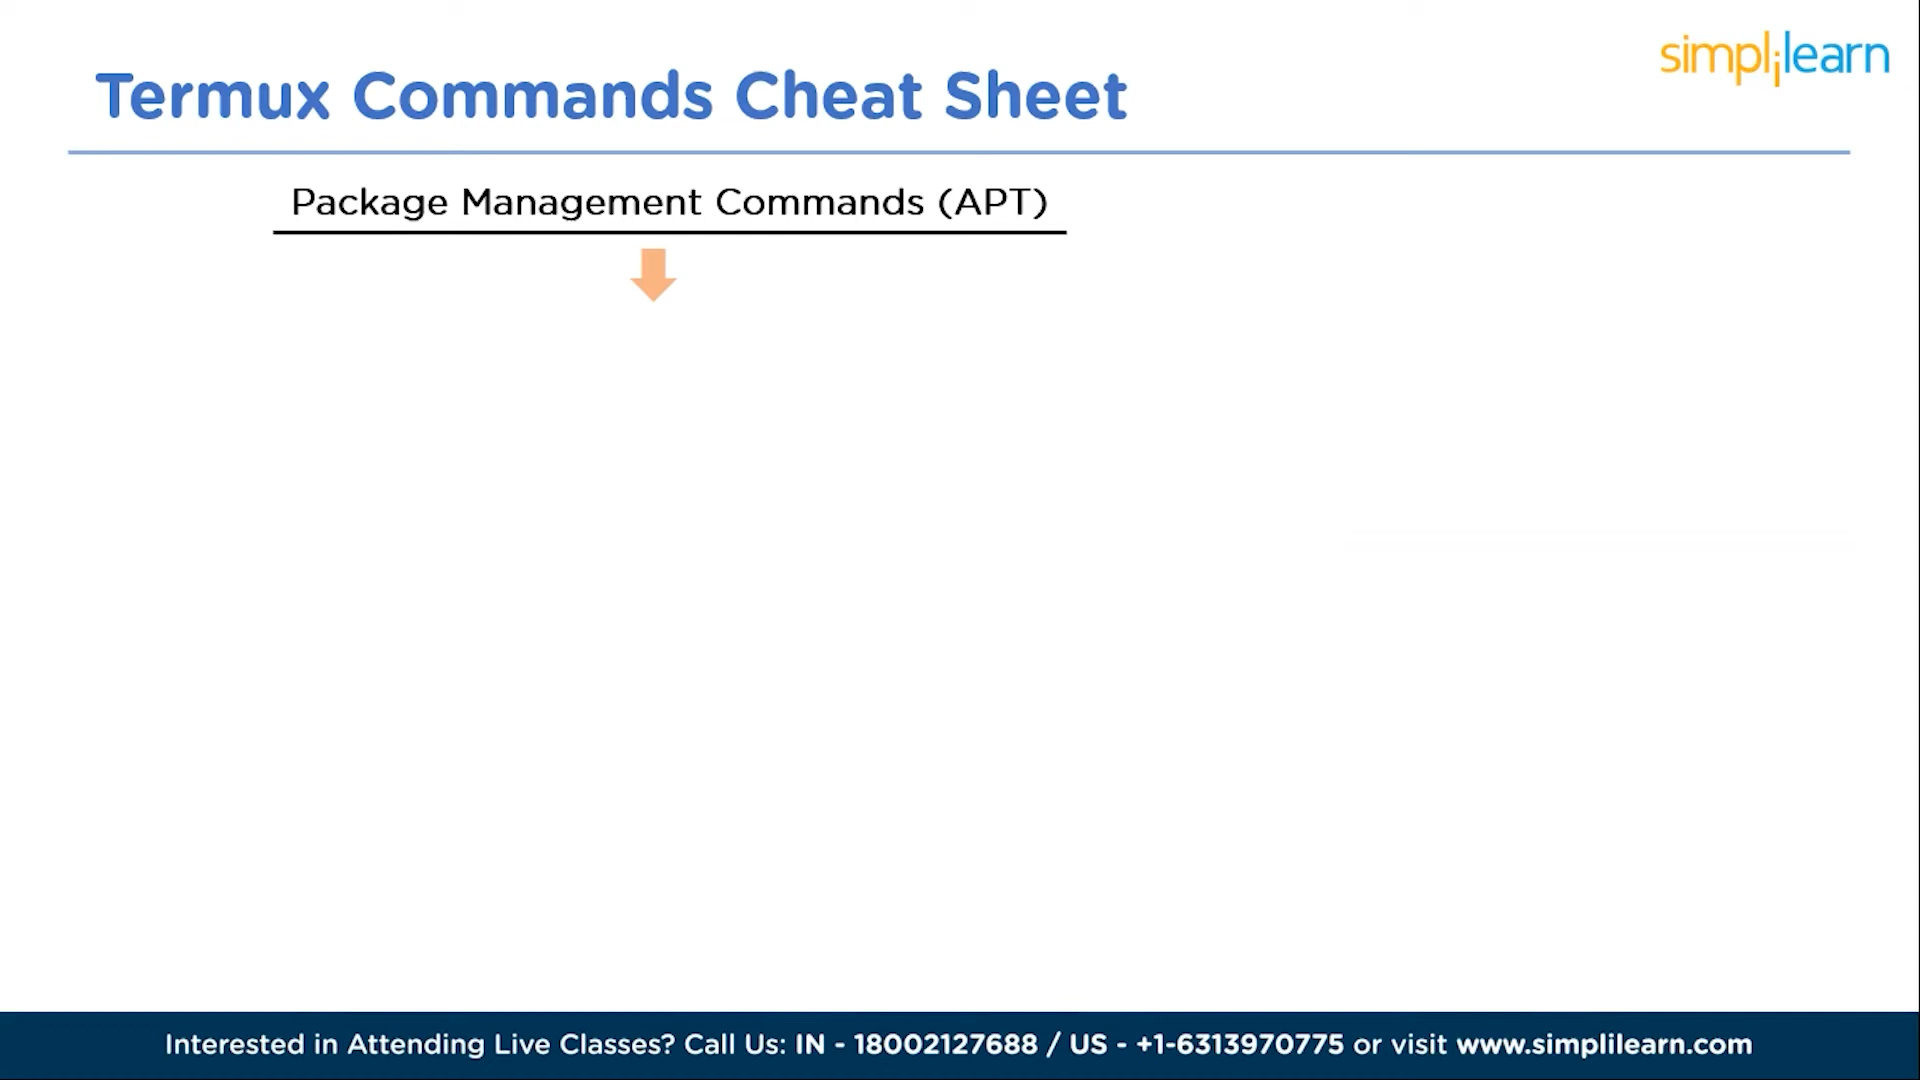 simplilearn
Termux Commands Cheat Sheet
Package Management Commands (APT)
Interested in Attending Live Classes? Call Us: IN - 18002127688 / US - +1-6313970775 or visit www.simplilearn.com